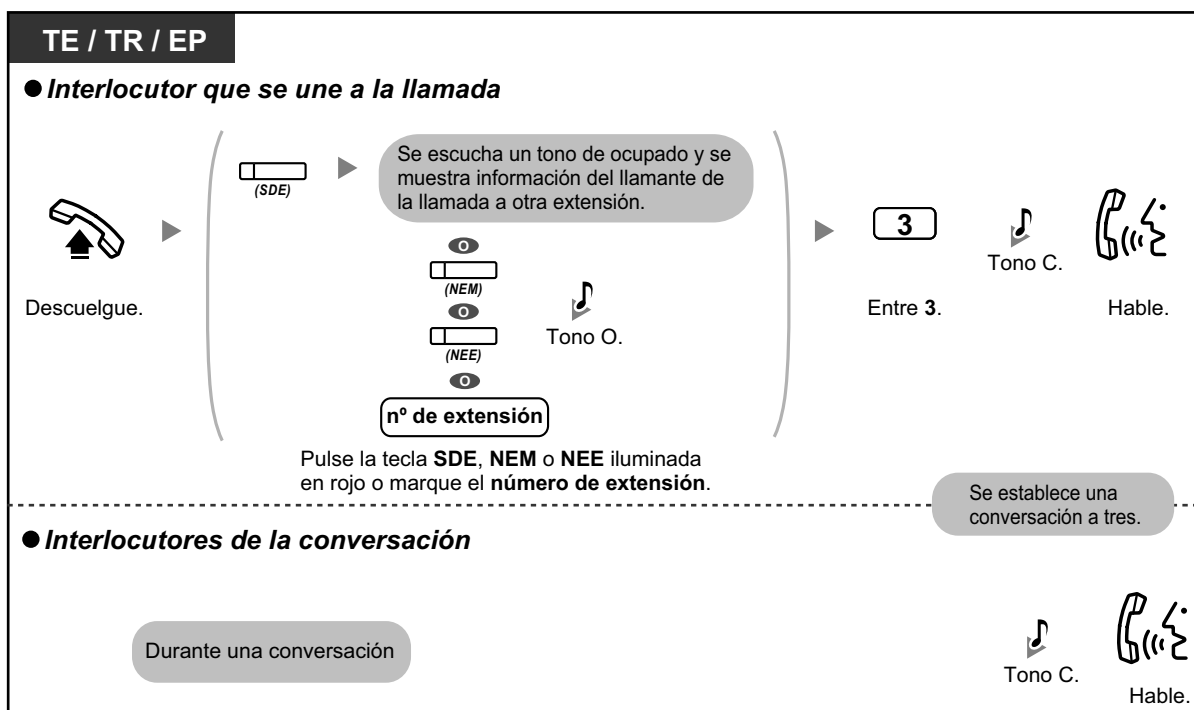 TE / TR / EP
● Interlocutor que se une a la llamada
(SDE)
Se escucha un tono de ocupado y se
muestra información del llamante de
la llamada a otra extensión.
O
(NEM)
O
(NEE)
O
nº de extensión
Tono O.
Descuelgue.
Pulse la tecla SDE, NEM o NEE iluminada
en rojo o marque el número de extensión.
3
Entre 3.
Tono C.
Hable.
Se establece una
conversación a tres.
● Interlocutores de la conversación
Durante una conversación
Tono C.
Hable.